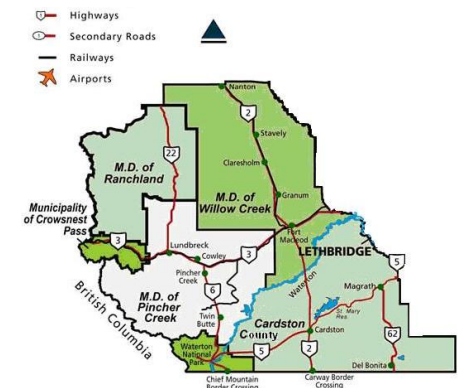 Highways
Secondary Roads
Railways
Airports
Nanton
2
Stavely
Claresholm
22
M.D. of
Ranchland
Granum
M.D. of
Willow Creek
Municipality
of Crowsnest
Pass
3
Fort
Macleod
LETHBRIDGE
Lundbreck
Cowley
3
5
Pincher
Creek
Waterton
Magrath
6
St. Mary
Res.
M.D. of
Pincher
Creek
British Columbia
Twin
Butte
Cardston
County
Cardston
62
Waterton
National
Park
5
2
Del Bonita
Chief Mountain
Border Crossing
Carway Border
Crossing